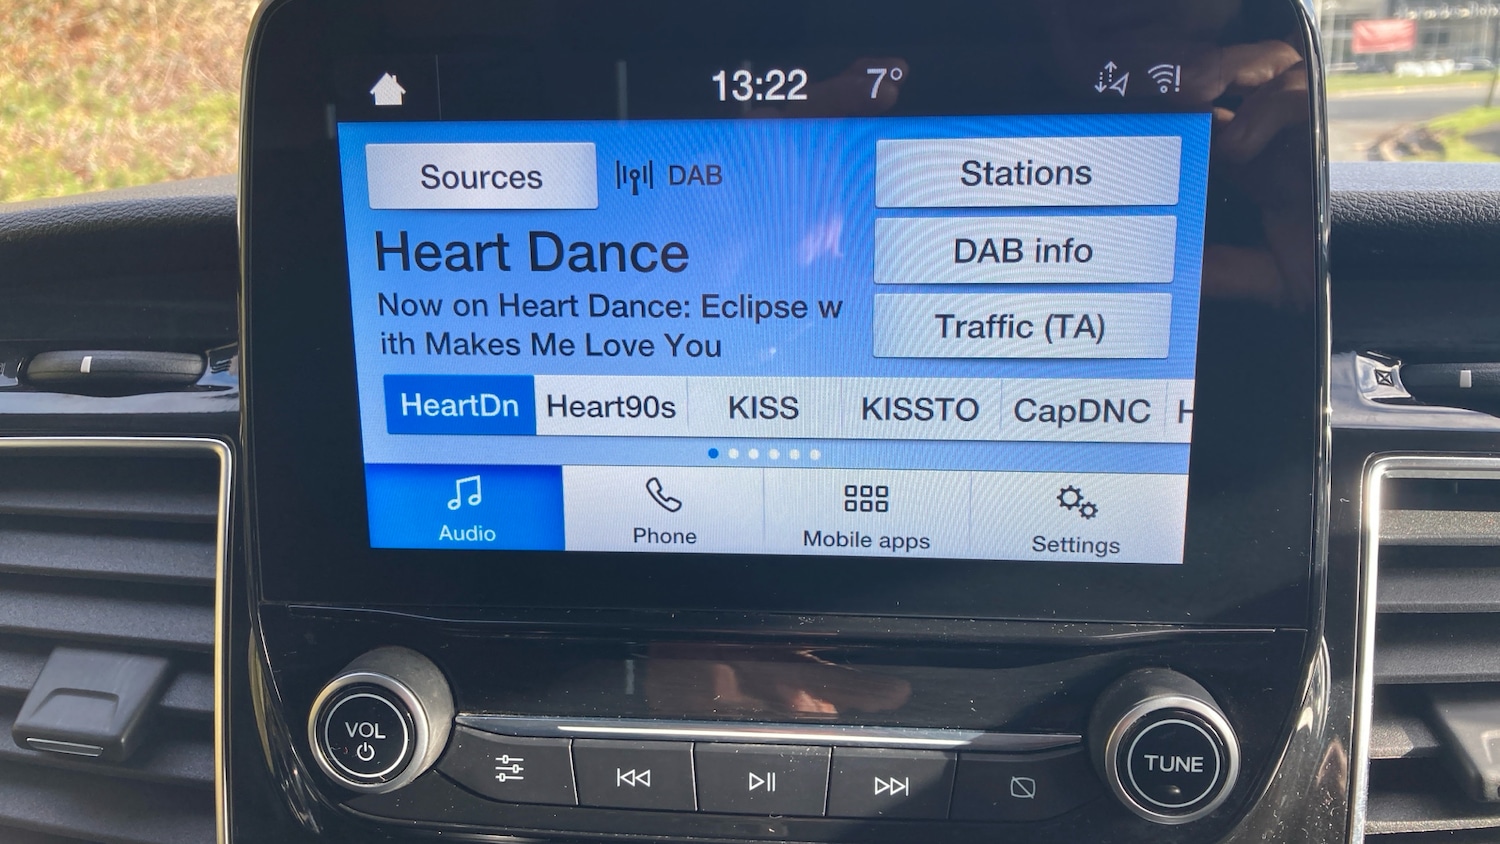 13:22 7°
Sources DAB Stations
Heart Dance
DAB info
Now on Heart Dance: Eclipse w
ith Makes Me Love You
Traffic (TA)
HeartDn Heart90s KISS KISSTO CapDNC H
Audio Phone Mobile apps Settings
VOL
TUNE